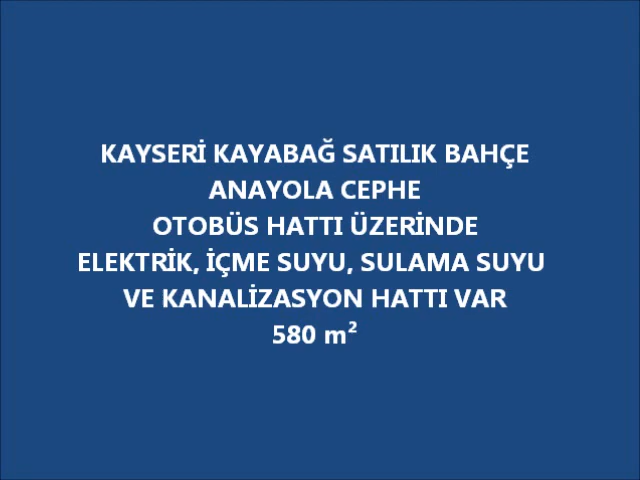 KAYSERİ KAYABAĞ SATILIK BAHÇE
ANAYOLA CEPHE
OTOBÜS HATTI ÜZERİNDE
ELEKTRİK, İÇME SUYU, SULAMA SUYU
VE KANALİZASYON HATTI VAR
580 m²